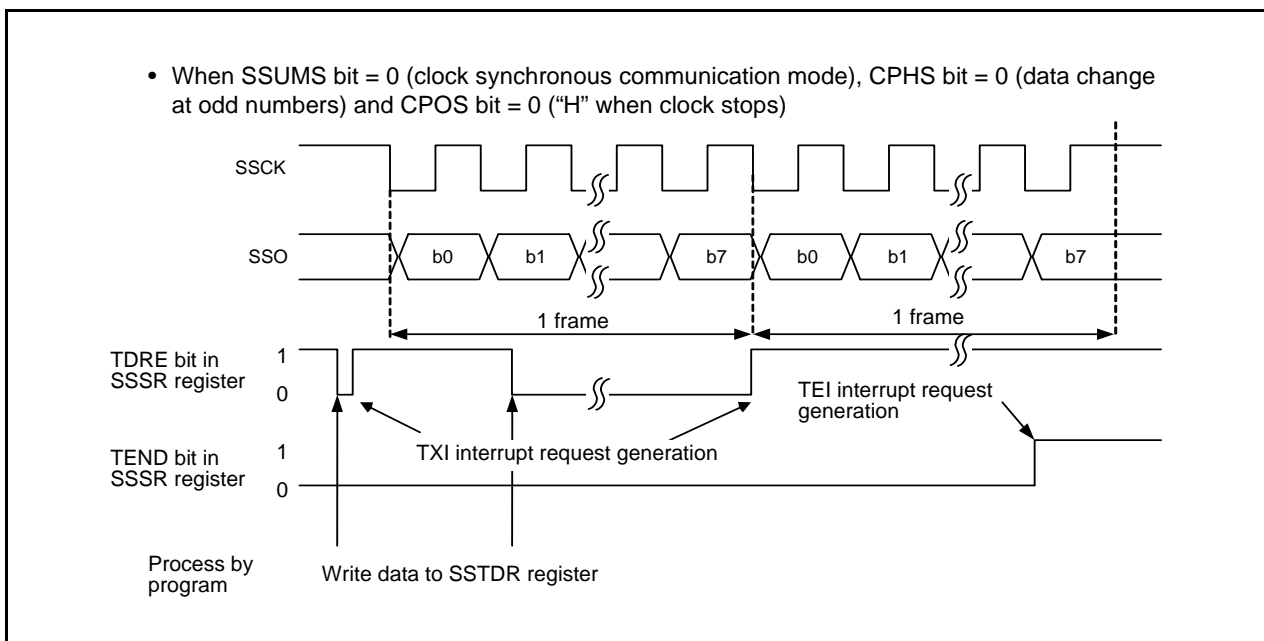 • When SSUMS bit = 0 (clock synchronous communication mode), CPHS bit = 0 (data change
at odd numbers) and CPOS bit = 0 (“H” when clock stops)
SSCK
SSO
b0
b1
b7
b0
b1
b7
1 frame
1 frame
TDRE bit in
SSSR register
1
0
TEI interrupt request
generation
TXI interrupt request generation
TEND bit in
SSSR register
1
0
Process by
program
Write data to SSTDR register